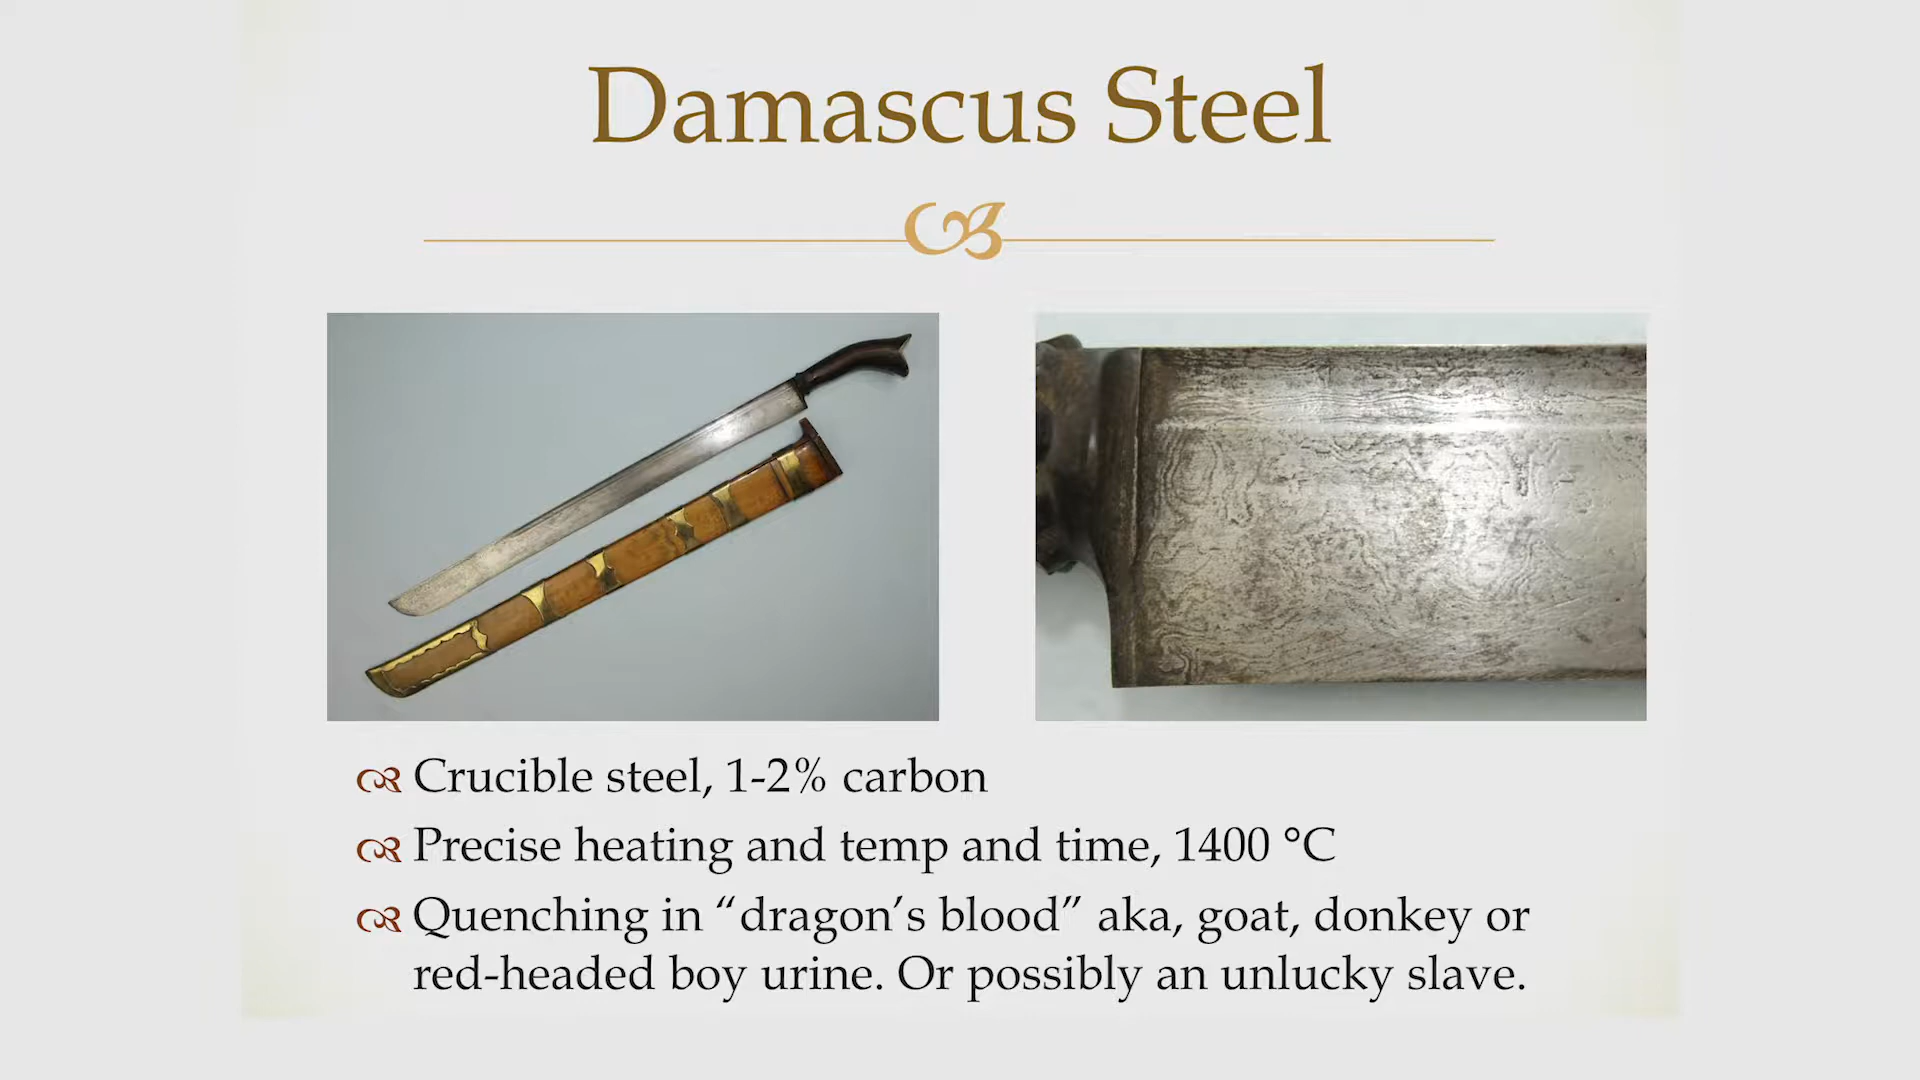 Damascus Steel
Crucible steel, 1-2% carbon
Precise heating and temp and time, 1400 °C
Quenching in “dragon’s blood” aka, goat, donkey or
red-headed boy urine. Or possibly an unlucky slave.